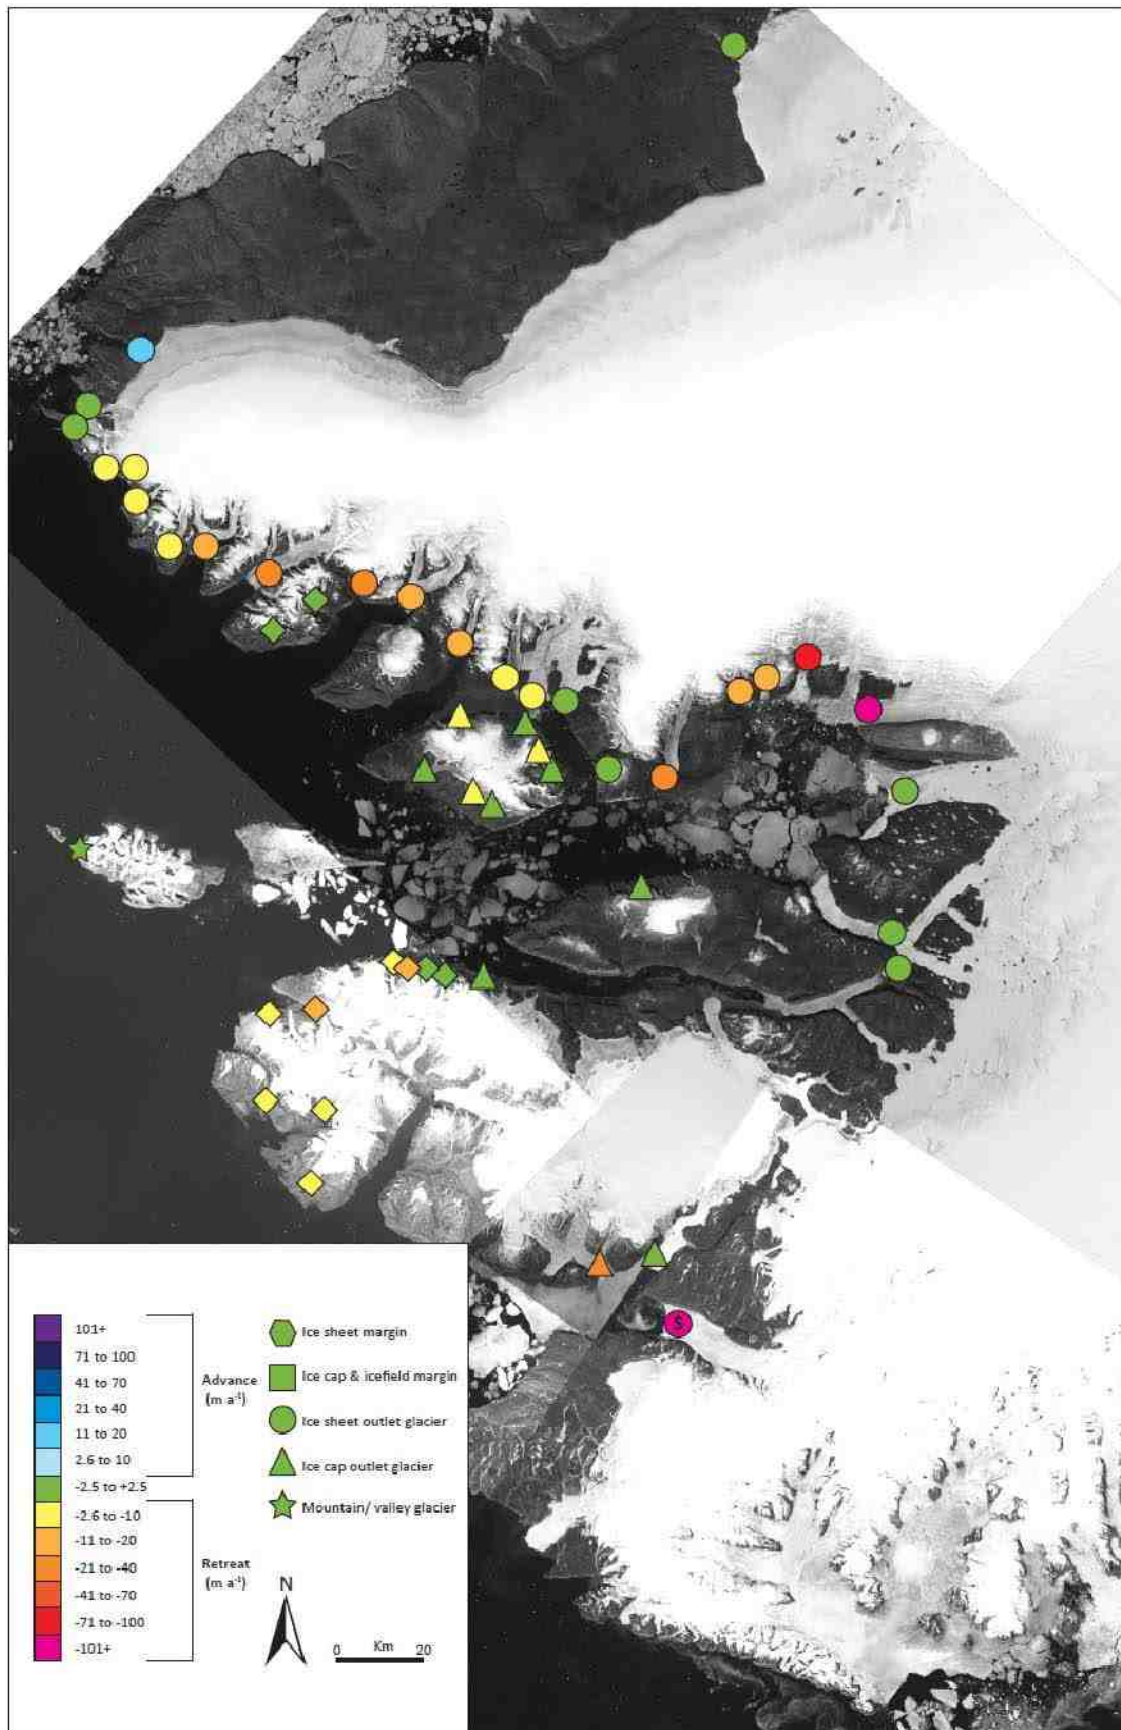 S
101+
71 to 100
41 to 70
21 to 40
11 to 20
2.6 to 10
-2.5 to +2.5
-2.6 to -10
-11 to -20
-21 to -40
-41 to -70
-71 to -100
-101+
Advance
(m a⁻¹)
Retreat
(m a⁻¹)
Ice sheet margin
Ice cap & icefield margin
Ice sheet outlet glacier
Ice cap outlet glacier
Mountain/ valley glacier
N
0 Km 20